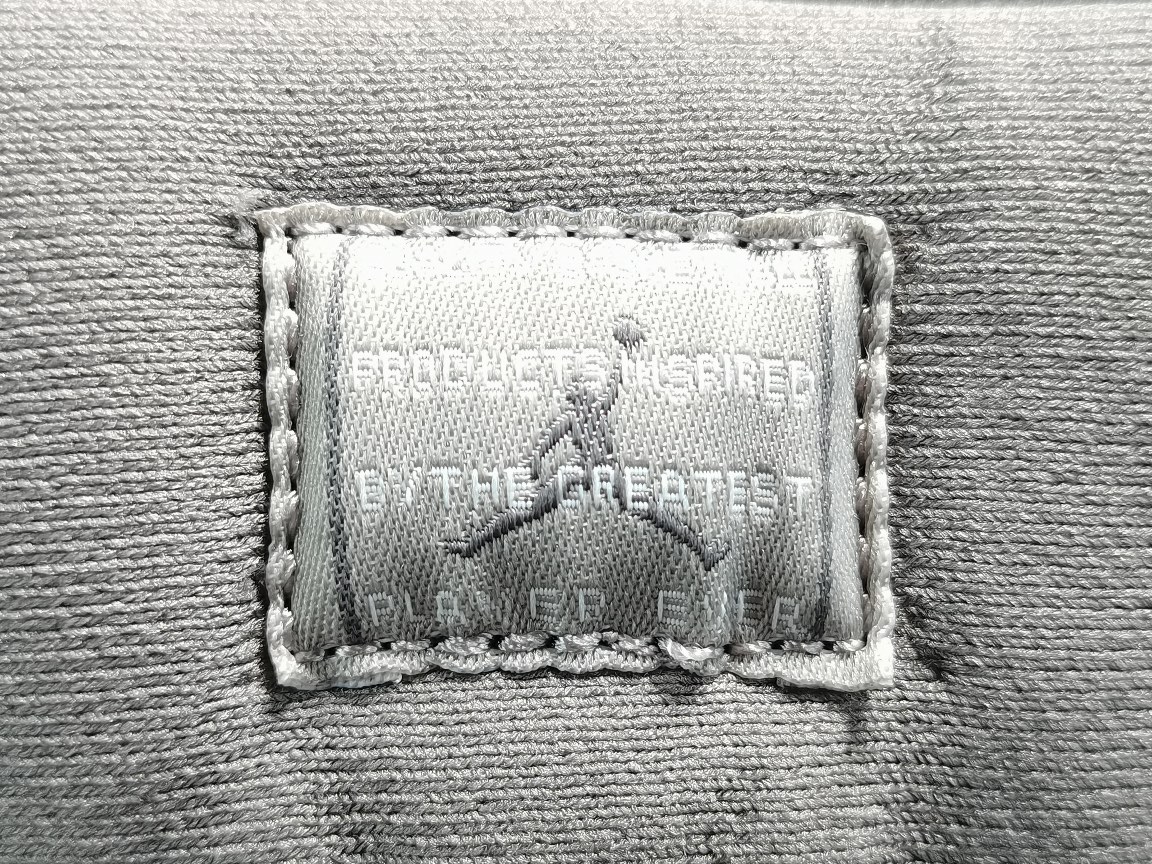 PRODUCTS INSPIRED
BY THE GREATEST
PLAYER EVER